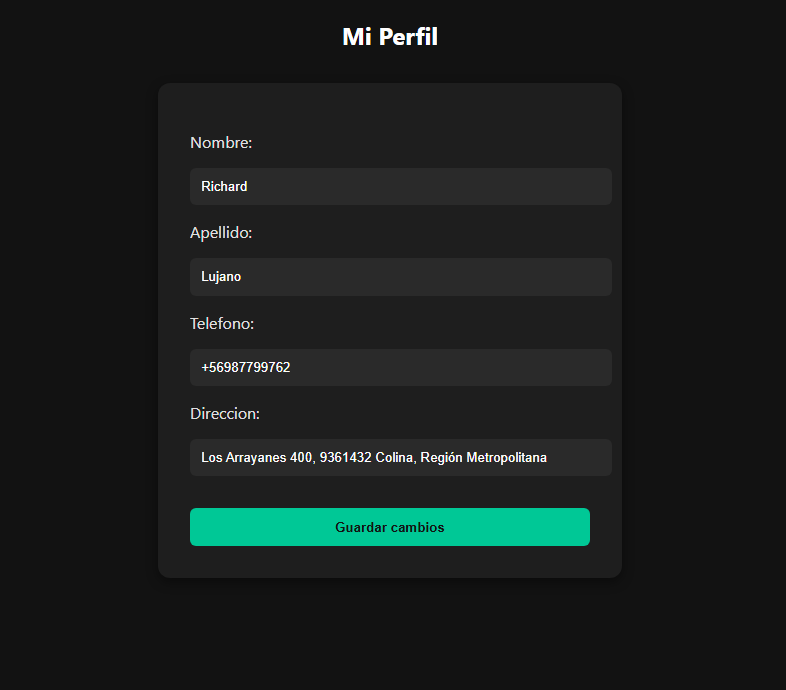 Mi Perfil
Nombre:
Richard
Apellido:
Lujano
Telefono:
+56987799762
Direccion:
Los Arrayanes 400, 9361432 Colina, Región Metropolitana
Guardar cambios